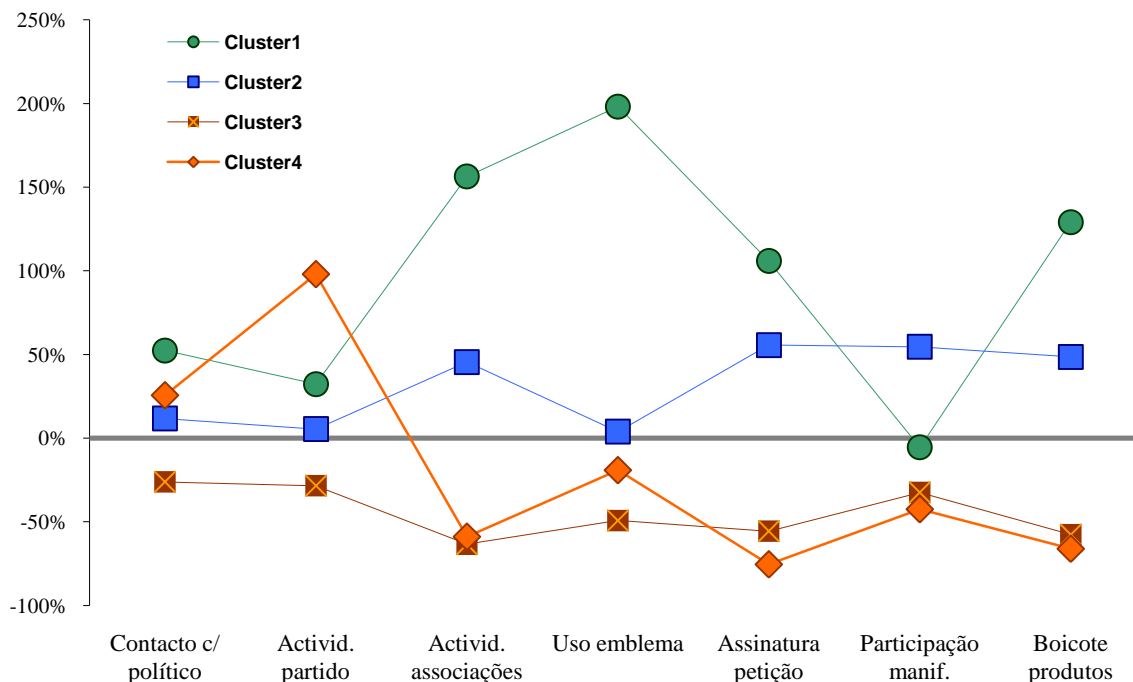 250%
200%
150%
100%
50%
0%
-50%
-100%
Cluster1
Cluster2
Cluster3
Cluster4
Contacto c/
político
Activid.
partido
Activid.
associações
Uso emblema
Assinatura
petição
Participação
manif.
Boicote
produtos